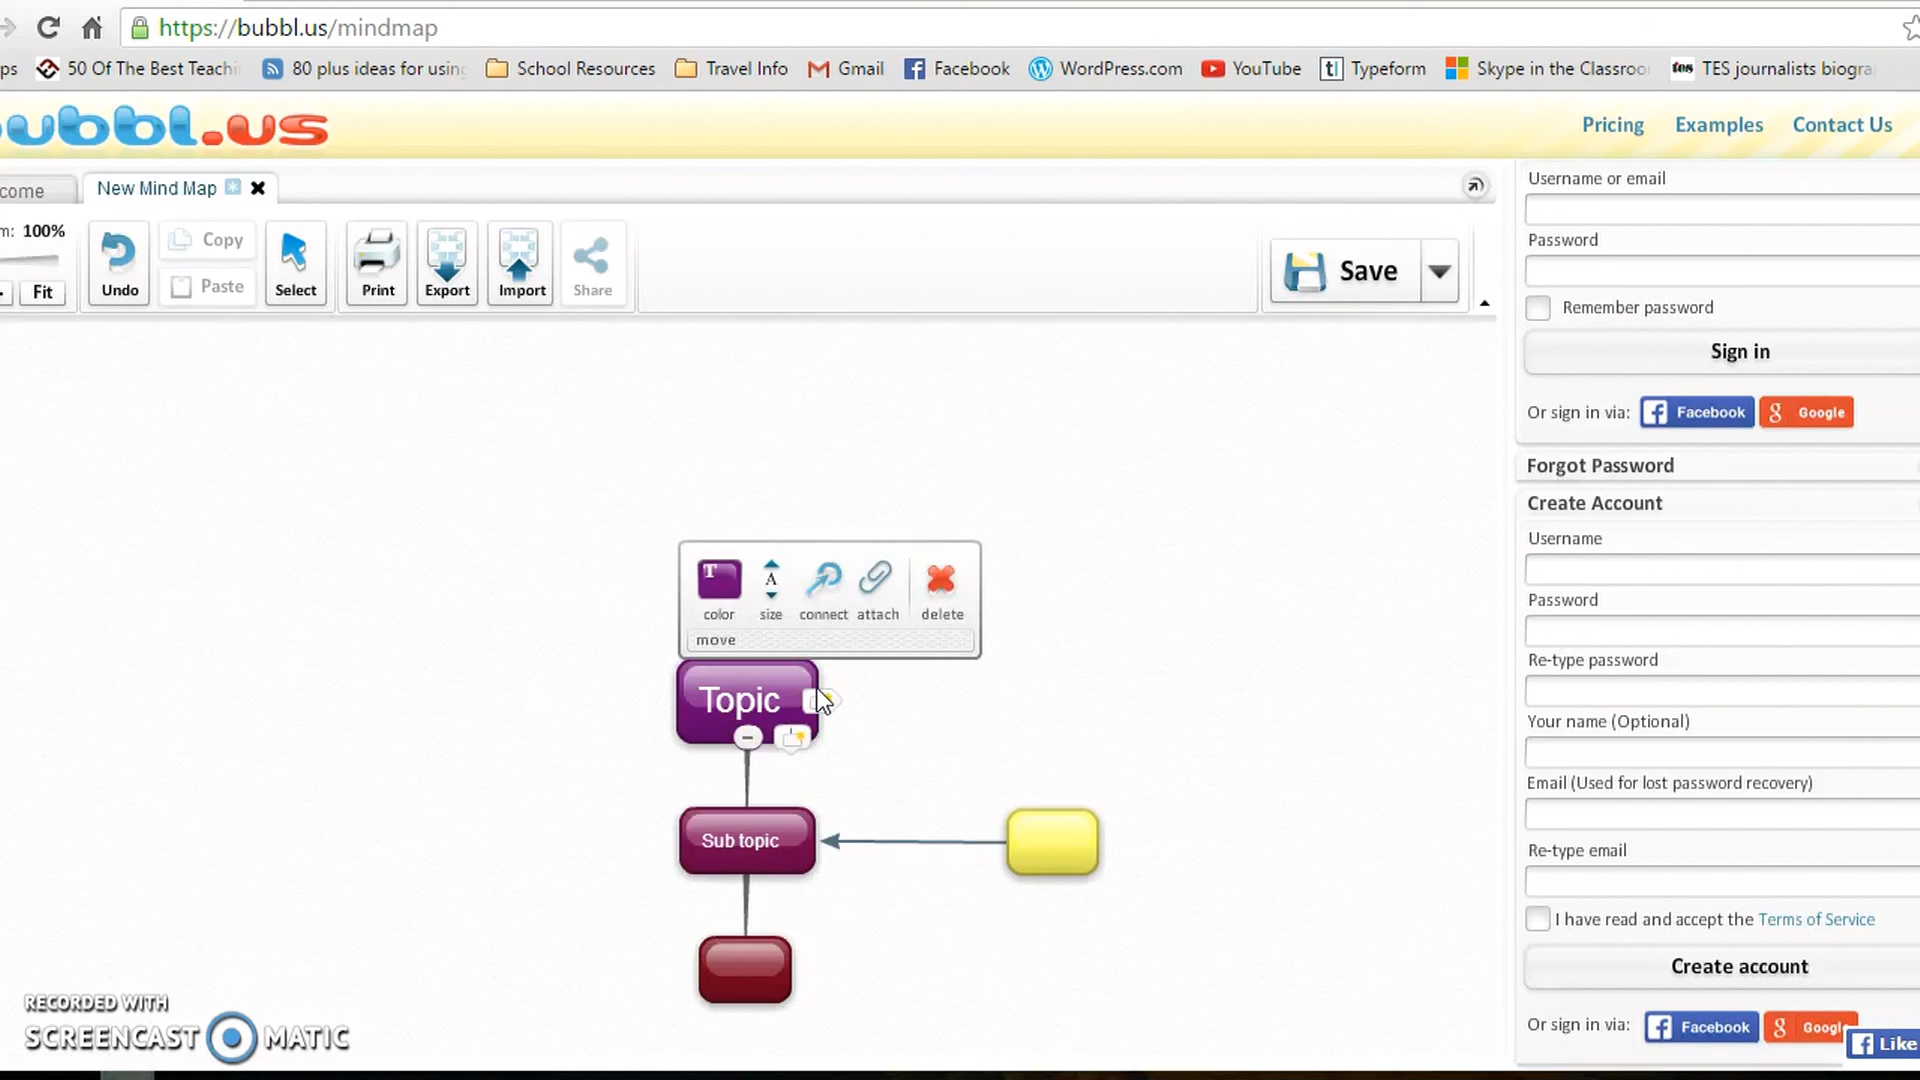 https://bubbl.us/mindmap
ps 50 Of The Best Teachi 80 plus ideas for using School Resources Travel Info Gmail Facebook WordPress.com YouTube t| Typeform Skype in the Classroo tes TES journalists biogra
bubbl.us
Pricing Examples Contact Us
come New Mind Map
m: 100%
Fit
Undo
Copy
Paste
Select
Print
Export
Import
Share
Save
T
A
color size connect attach delete
move
Topic
Sub topic
Username or email
Password
Remember password
Sign in
Or sign in via: Facebook Google
Forgot Password
Create Account
Username
Password
Re-type password
Your name (Optional)
Email (Used for lost password recovery)
Re-type email
I have read and accept the Terms of Service
Create account
Or sign in via: Facebook Google
Like
RECORDED WITH
SCREENCAST MATIC